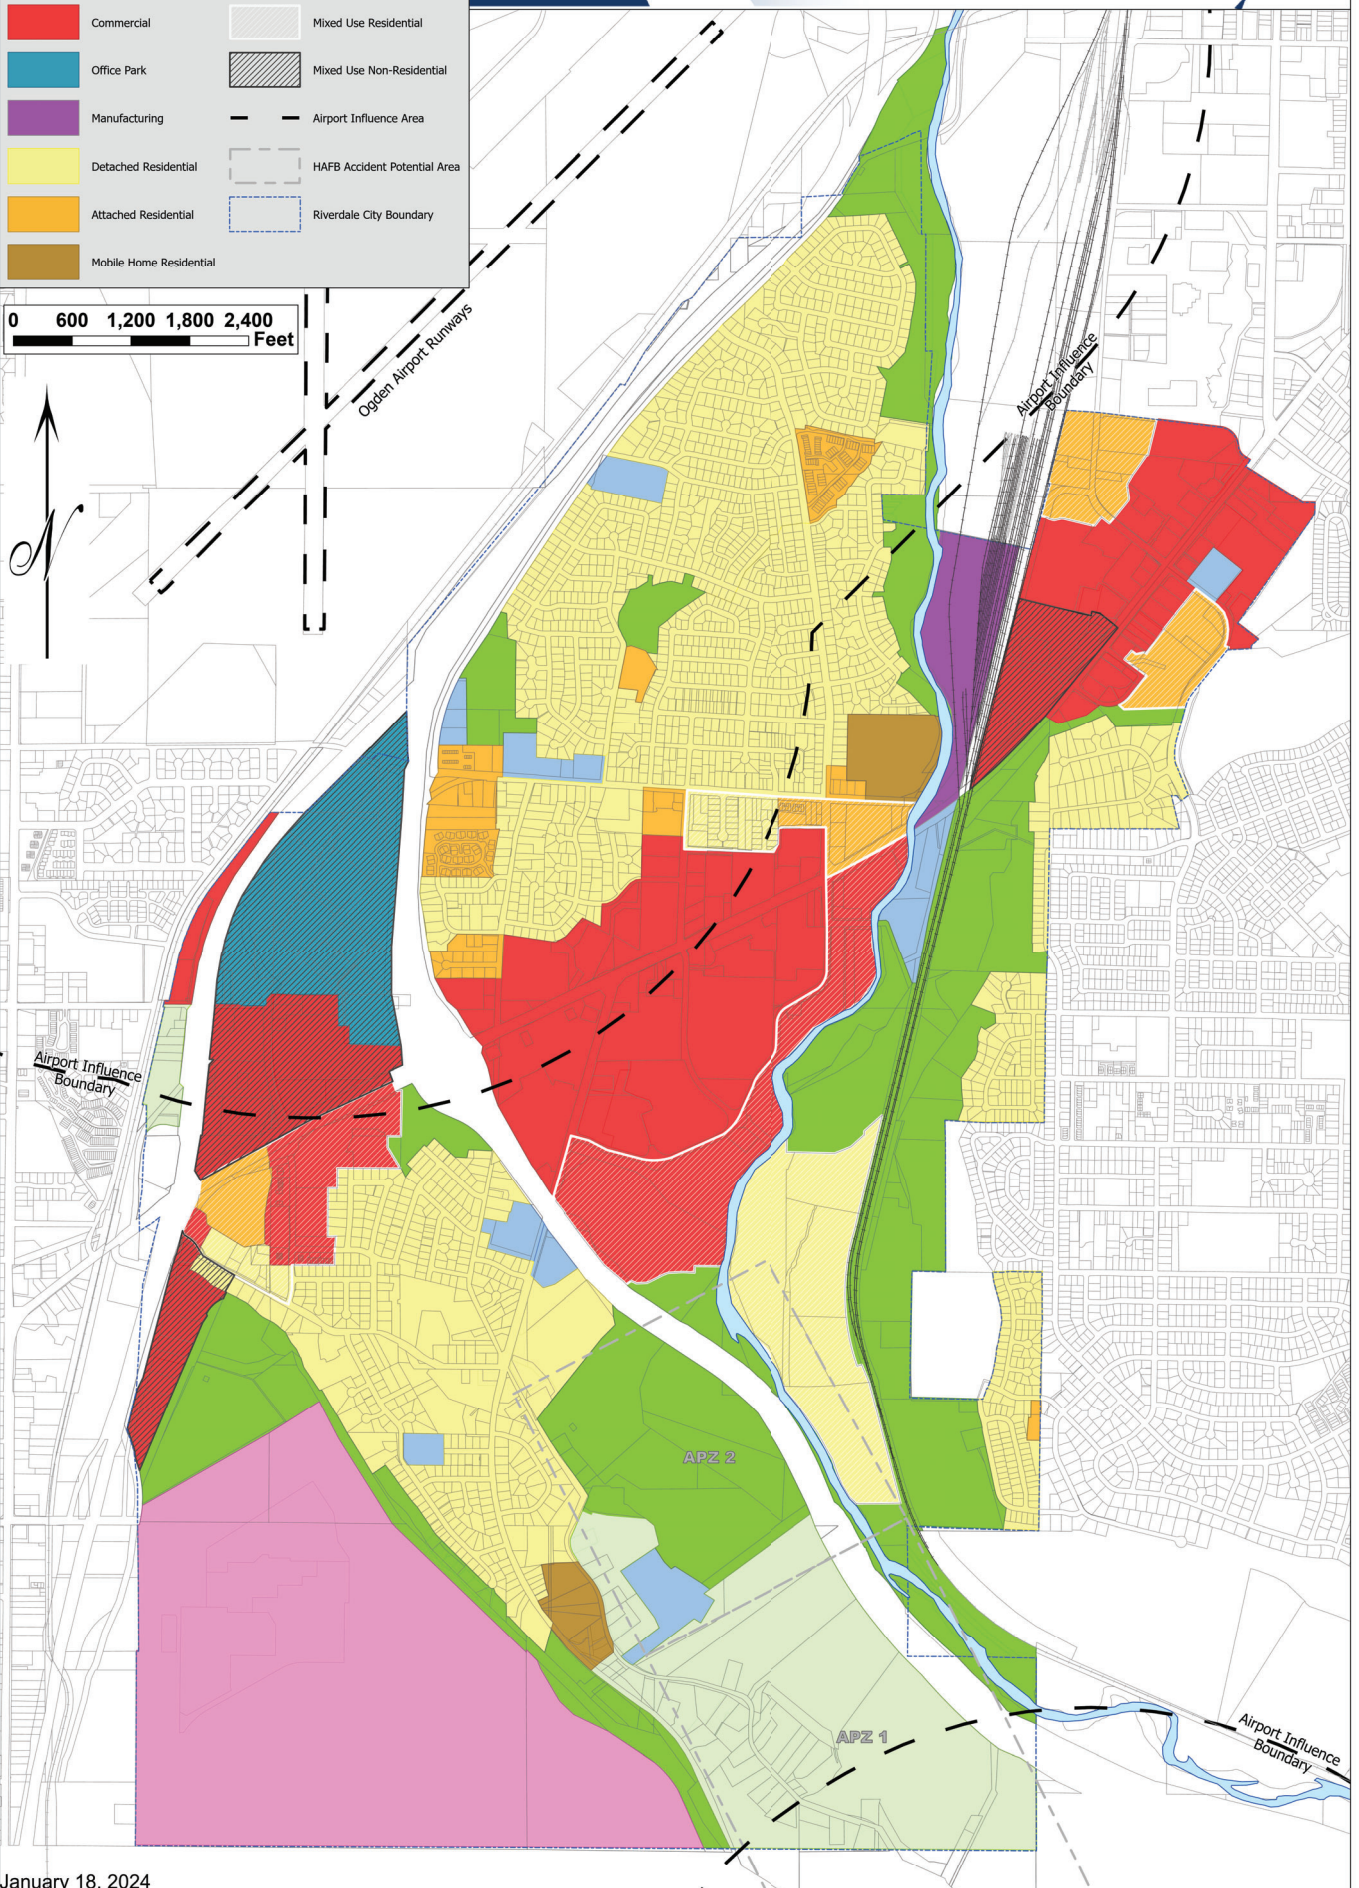 Commercial
Mixed Use Residential
Office Park
Mixed Use Non-Residential
Manufacturing
Airport Influence Area
Detached Residential
HAFB Accident Potential Area
Attached Residential
Riverdale City Boundary
Mobile Home Residential
0 600 1,200 1,800 2,400
Feet
N
Ogden Airport Runways
Airport Influence
Boundary
Airport Influence
Boundary
APZ 2
APZ 1
Airport Influence
Boundary
January 18, 2024